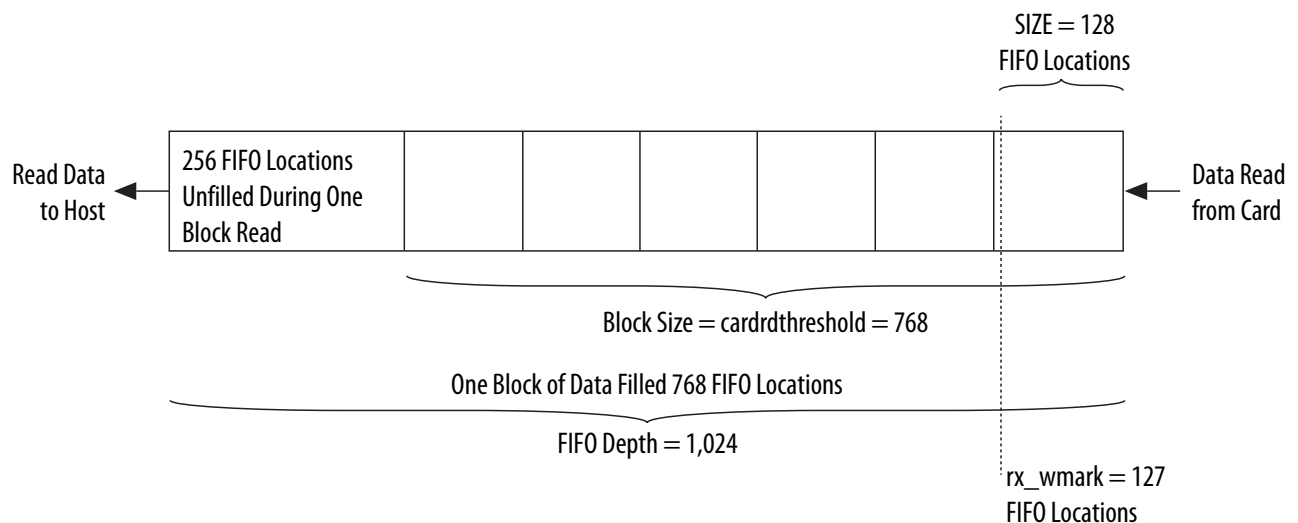 SIZE = 128
FIFO Locations
Read Data
to Host
256 FIFO Locations
Unfilled During One
Block Read
Data Read
from Card
Block Size = cardrdthreshold = 768
One Block of Data Filled 768 FIFO Locations
FIFO Depth = 1,024
rx_wmark = 127
FIFO Locations